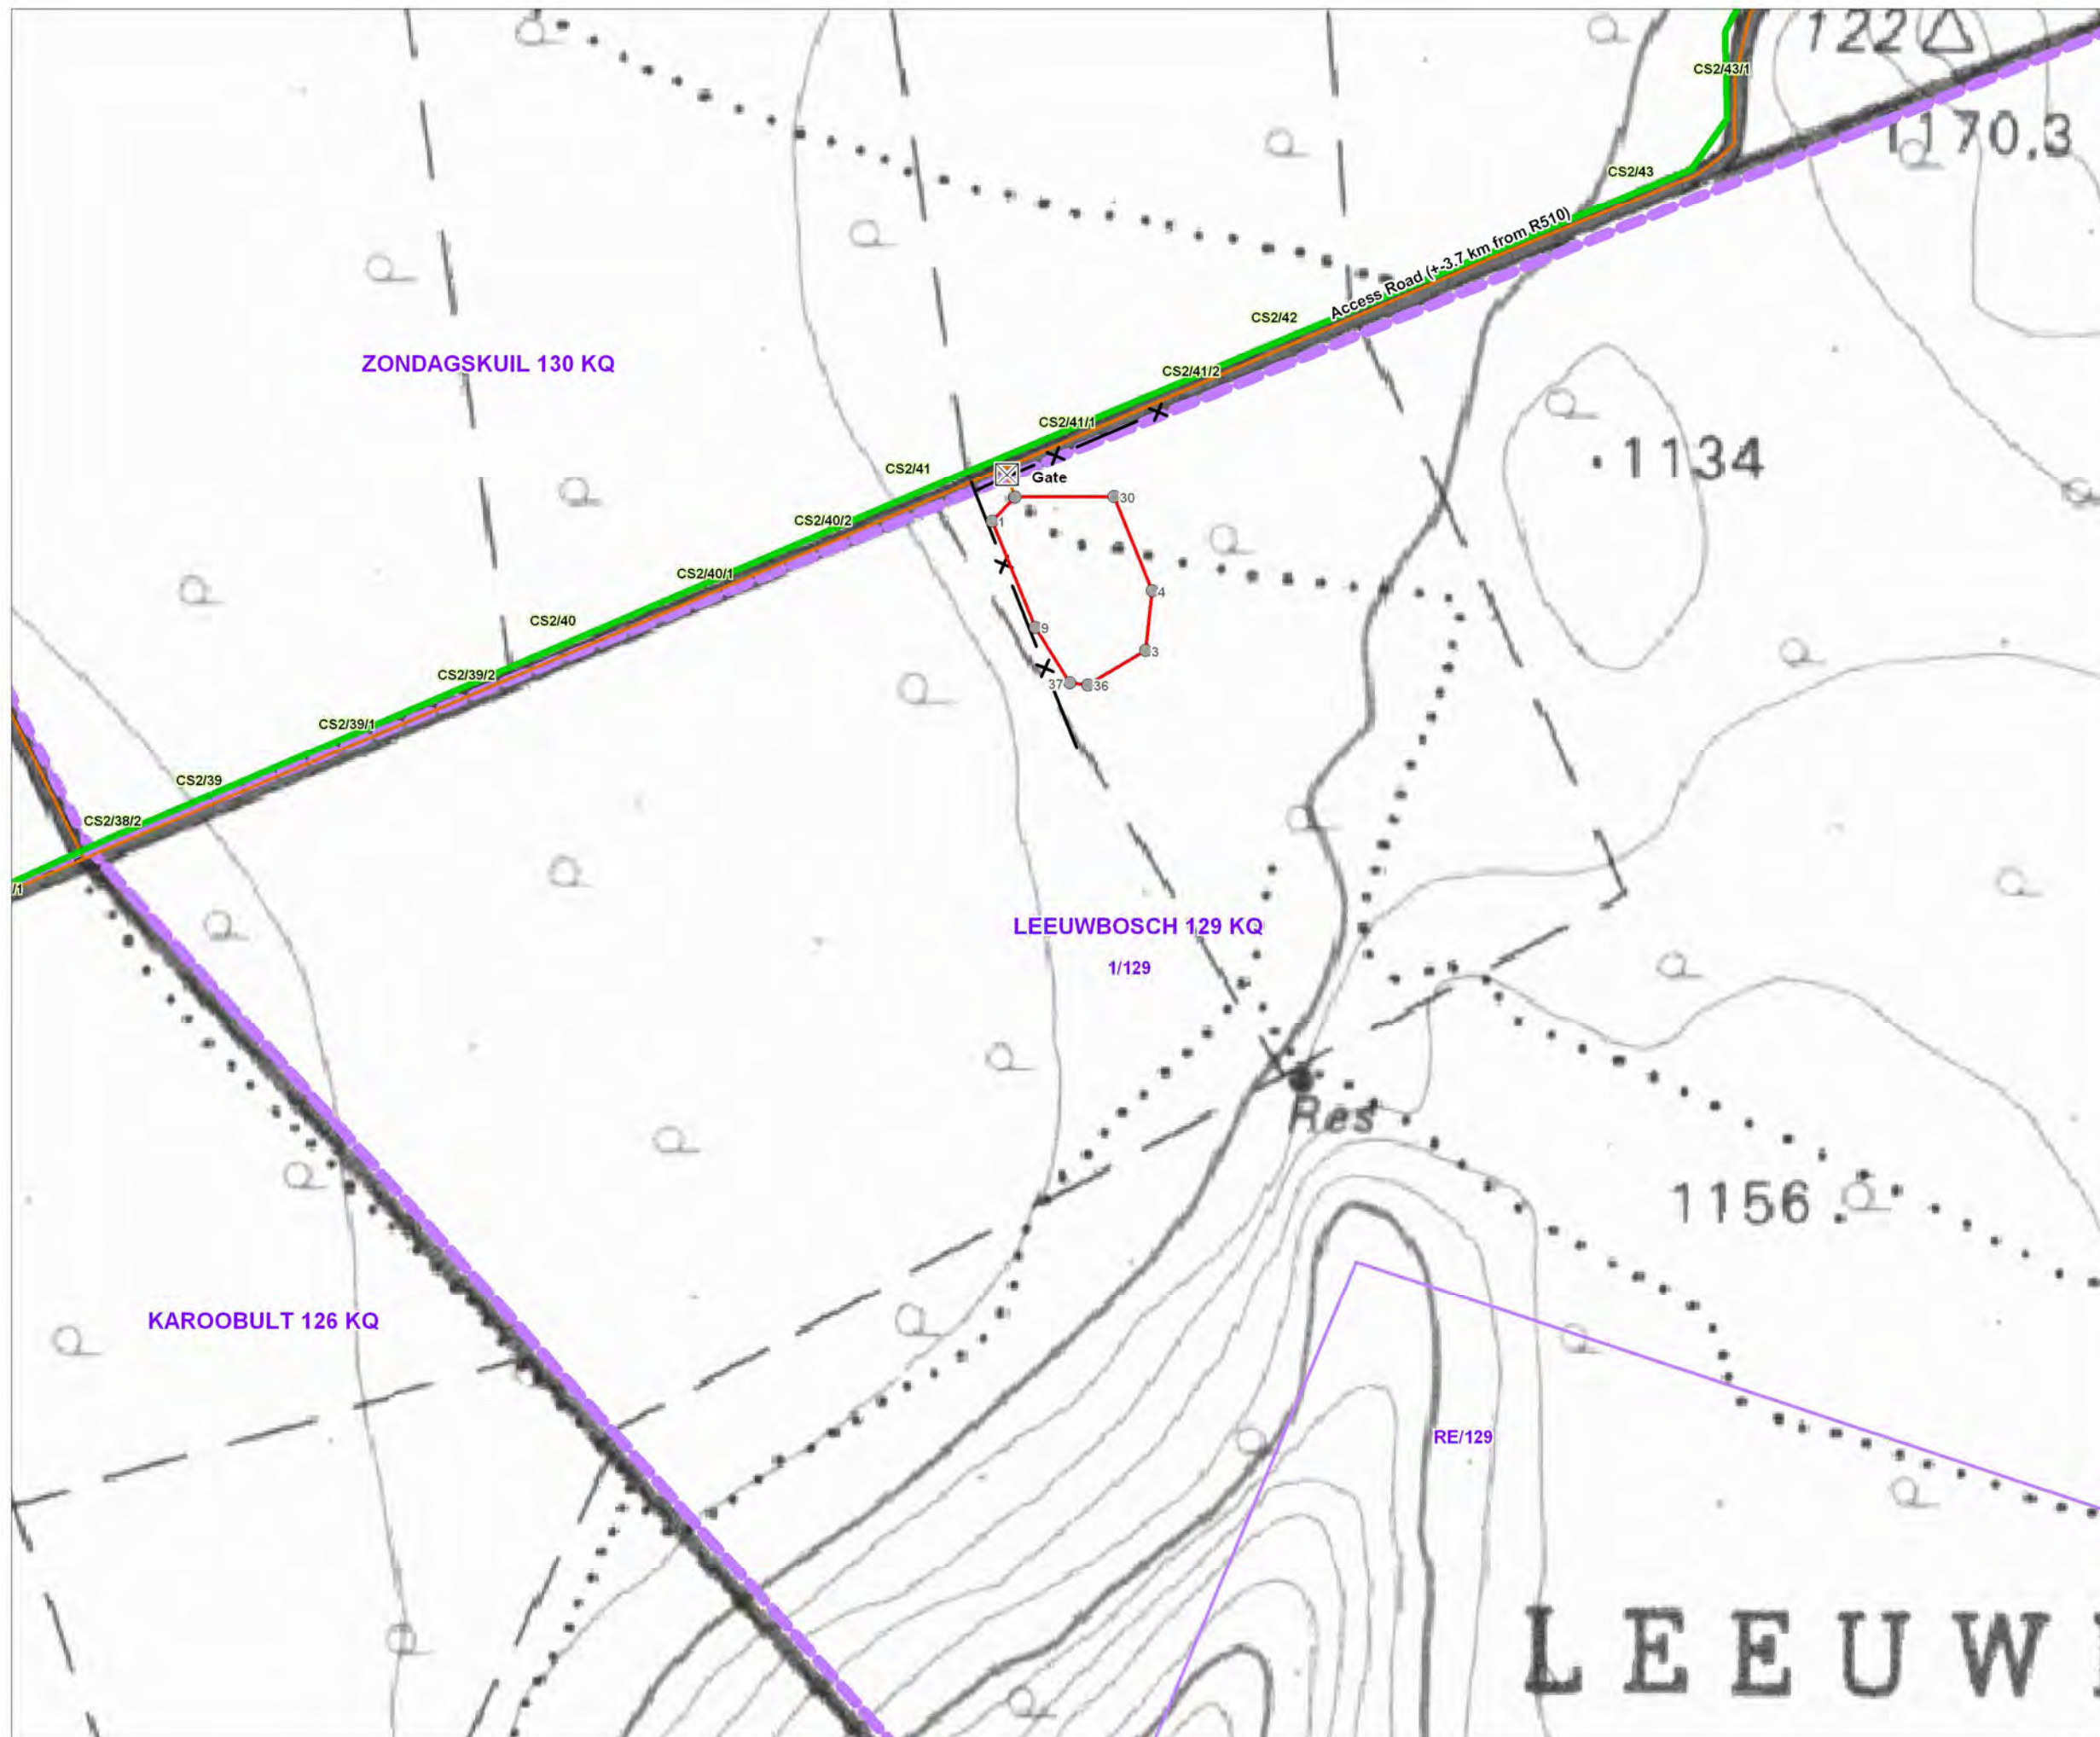 122
CS2/43/1
1170,3
CS2/43
Access Road (+-3.7 km from R510)
CS2/42
ZONDAGSKUIL 130 KQ
CS2/41/2
CS2/41/1
1134
CS2/41
Gate
30
CS2/40/2
1
CS2/40/1
4
CS2/40
9
3
CS2/39/2
37
36
CS2/39/1
CS2/39
CS2/38/2
/1
LEEUWBOSCH 129 KQ
1/129
Res
1156
KAROOBULT 126 KQ
RE/129
LEEUW